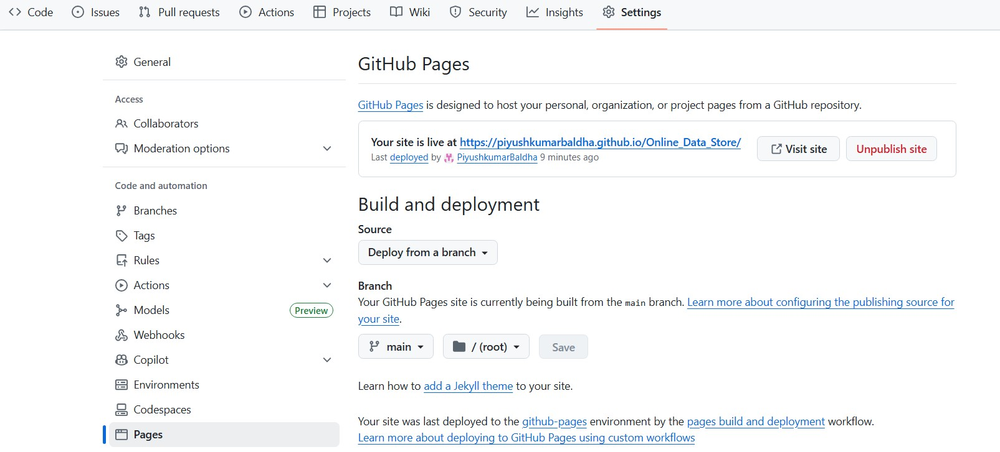 Code Issues Pull requests Actions Projects Wiki Security Insights Settings
General
Access
Collaborators
Moderation options
Code and automation
Branches
Tags
Rules
Actions
Models Preview
Webhooks
Copilot
Environments
Codespaces
Pages
GitHub Pages
GitHub Pages is designed to host your personal, organization, or project pages from a GitHub repository.
Your site is live at https://piyushkumarbaldha.github.io/Online_Data_Store/
Last deployed by PiyushkumarBaldha 9 minutes ago
Visit site Unpublish site
Build and deployment
Source
Deploy from a branch
Branch
Your GitHub Pages site is currently being built from the main branch. Learn more about configuring the publishing source for
your site.
main / (root) Save
Learn how to add a Jekyll theme to your site.
Your site was last deployed to the github-pages environment by the pages build and deployment workflow.
Learn more about deploying to GitHub Pages using custom workflows